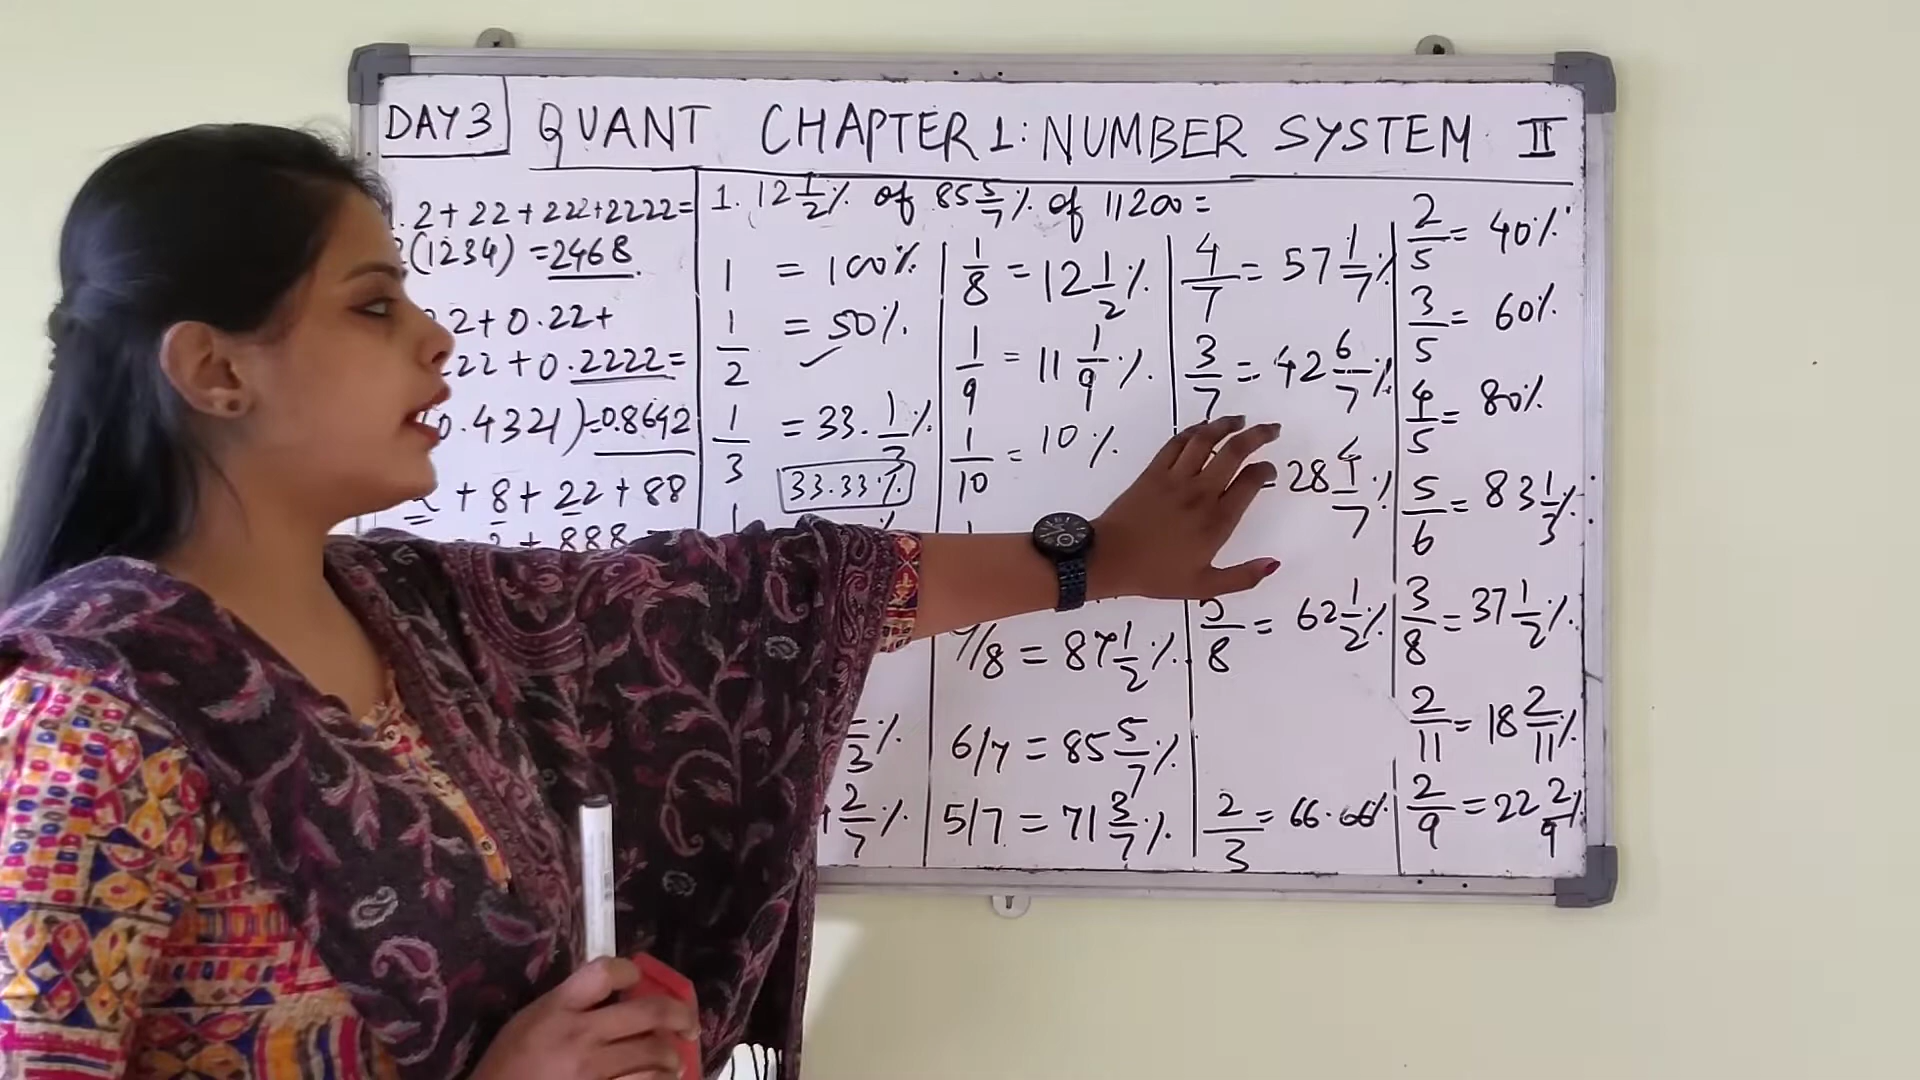 DAY 3 QUANT CHAPTER 1: NUMBER SYSTEM II
2+22+222+2222=
(1234) =2468
2+0.22+
22+0.2222=
0.4321)=0.8642
+ 8+ 22 + 88
+ 888
1. 12 1/2 % of 85 5/7 % of 11200 =
1 = 100%
1/2 = 50%
1/3 = 33. 1/3 %
33.33%
2/7 %
1/8 = 12 1/2 %
1/9 = 11 1/9 %
1/10 = 10%
7/8 = 87 1/2 %
6/7 = 85 5/7 %
5/7 = 71 3/7 %
4/7 = 57 1/7 %
3/7 = 42 6/7 %
= 28 4/7 %
5/8 = 62 1/2 %
2/3 = 66.66%
2/5 = 40%
3/5 = 60%
4/5 = 80%
5/6 = 83 1/3 %
3/8 = 37 1/2 %
2/11 = 18 2/11 %
2/9 = 22 2/9 %